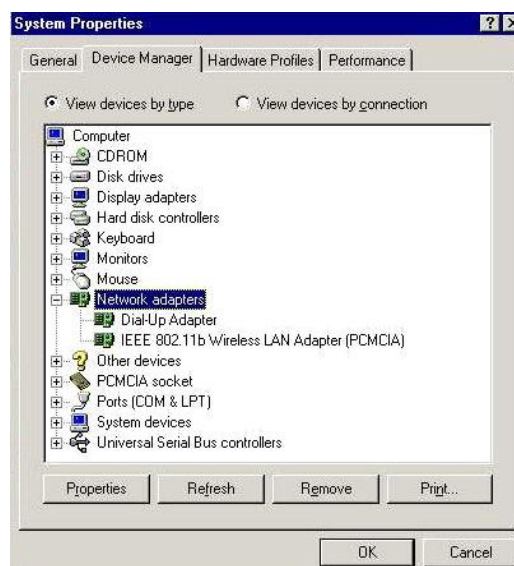 System Properties
General Device Manager Hardware Profiles Performance
View devices by type View devices by connection
Computer
CDROM
Disk drives
Display adapters
Hard disk controllers
Keyboard
Monitors
Mouse
Network adapters
Dial-Up Adapter
IEEE 802.11b Wireless LAN Adapter (PCMCIA)
Other devices
PCMCIA socket
Ports (COM & LPT)
System devices
Universal Serial Bus controllers
Properties Refresh Remove Print...
OK Cancel